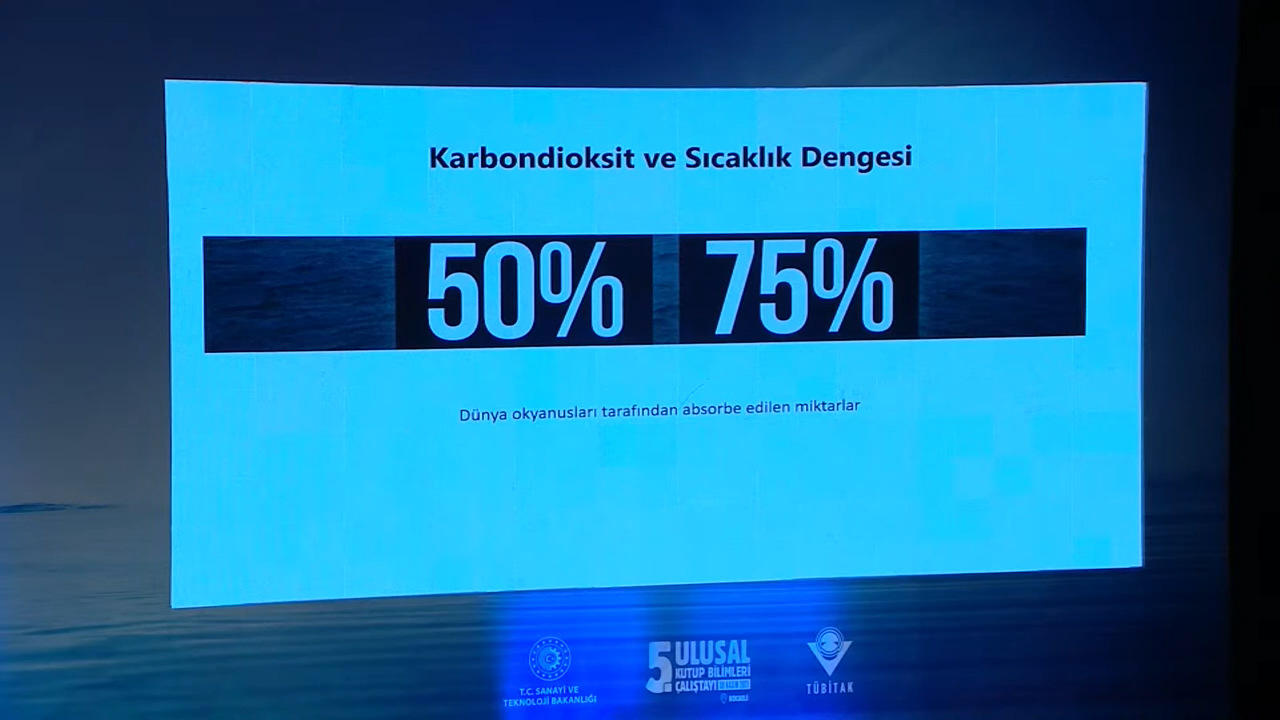 Karbondioksit ve Sıcaklık Dengesi
50% 75%
Dünya okyanusları tarafından absorbe edilen miktarlar
T.C. SANAYİ VE
TEKNOLOJİ BAKANLIĞI
5. ULUSAL
KUTUP BİLİMLERİ
ÇALIŞTAYI
KOCAELİ
TÜBİTAK